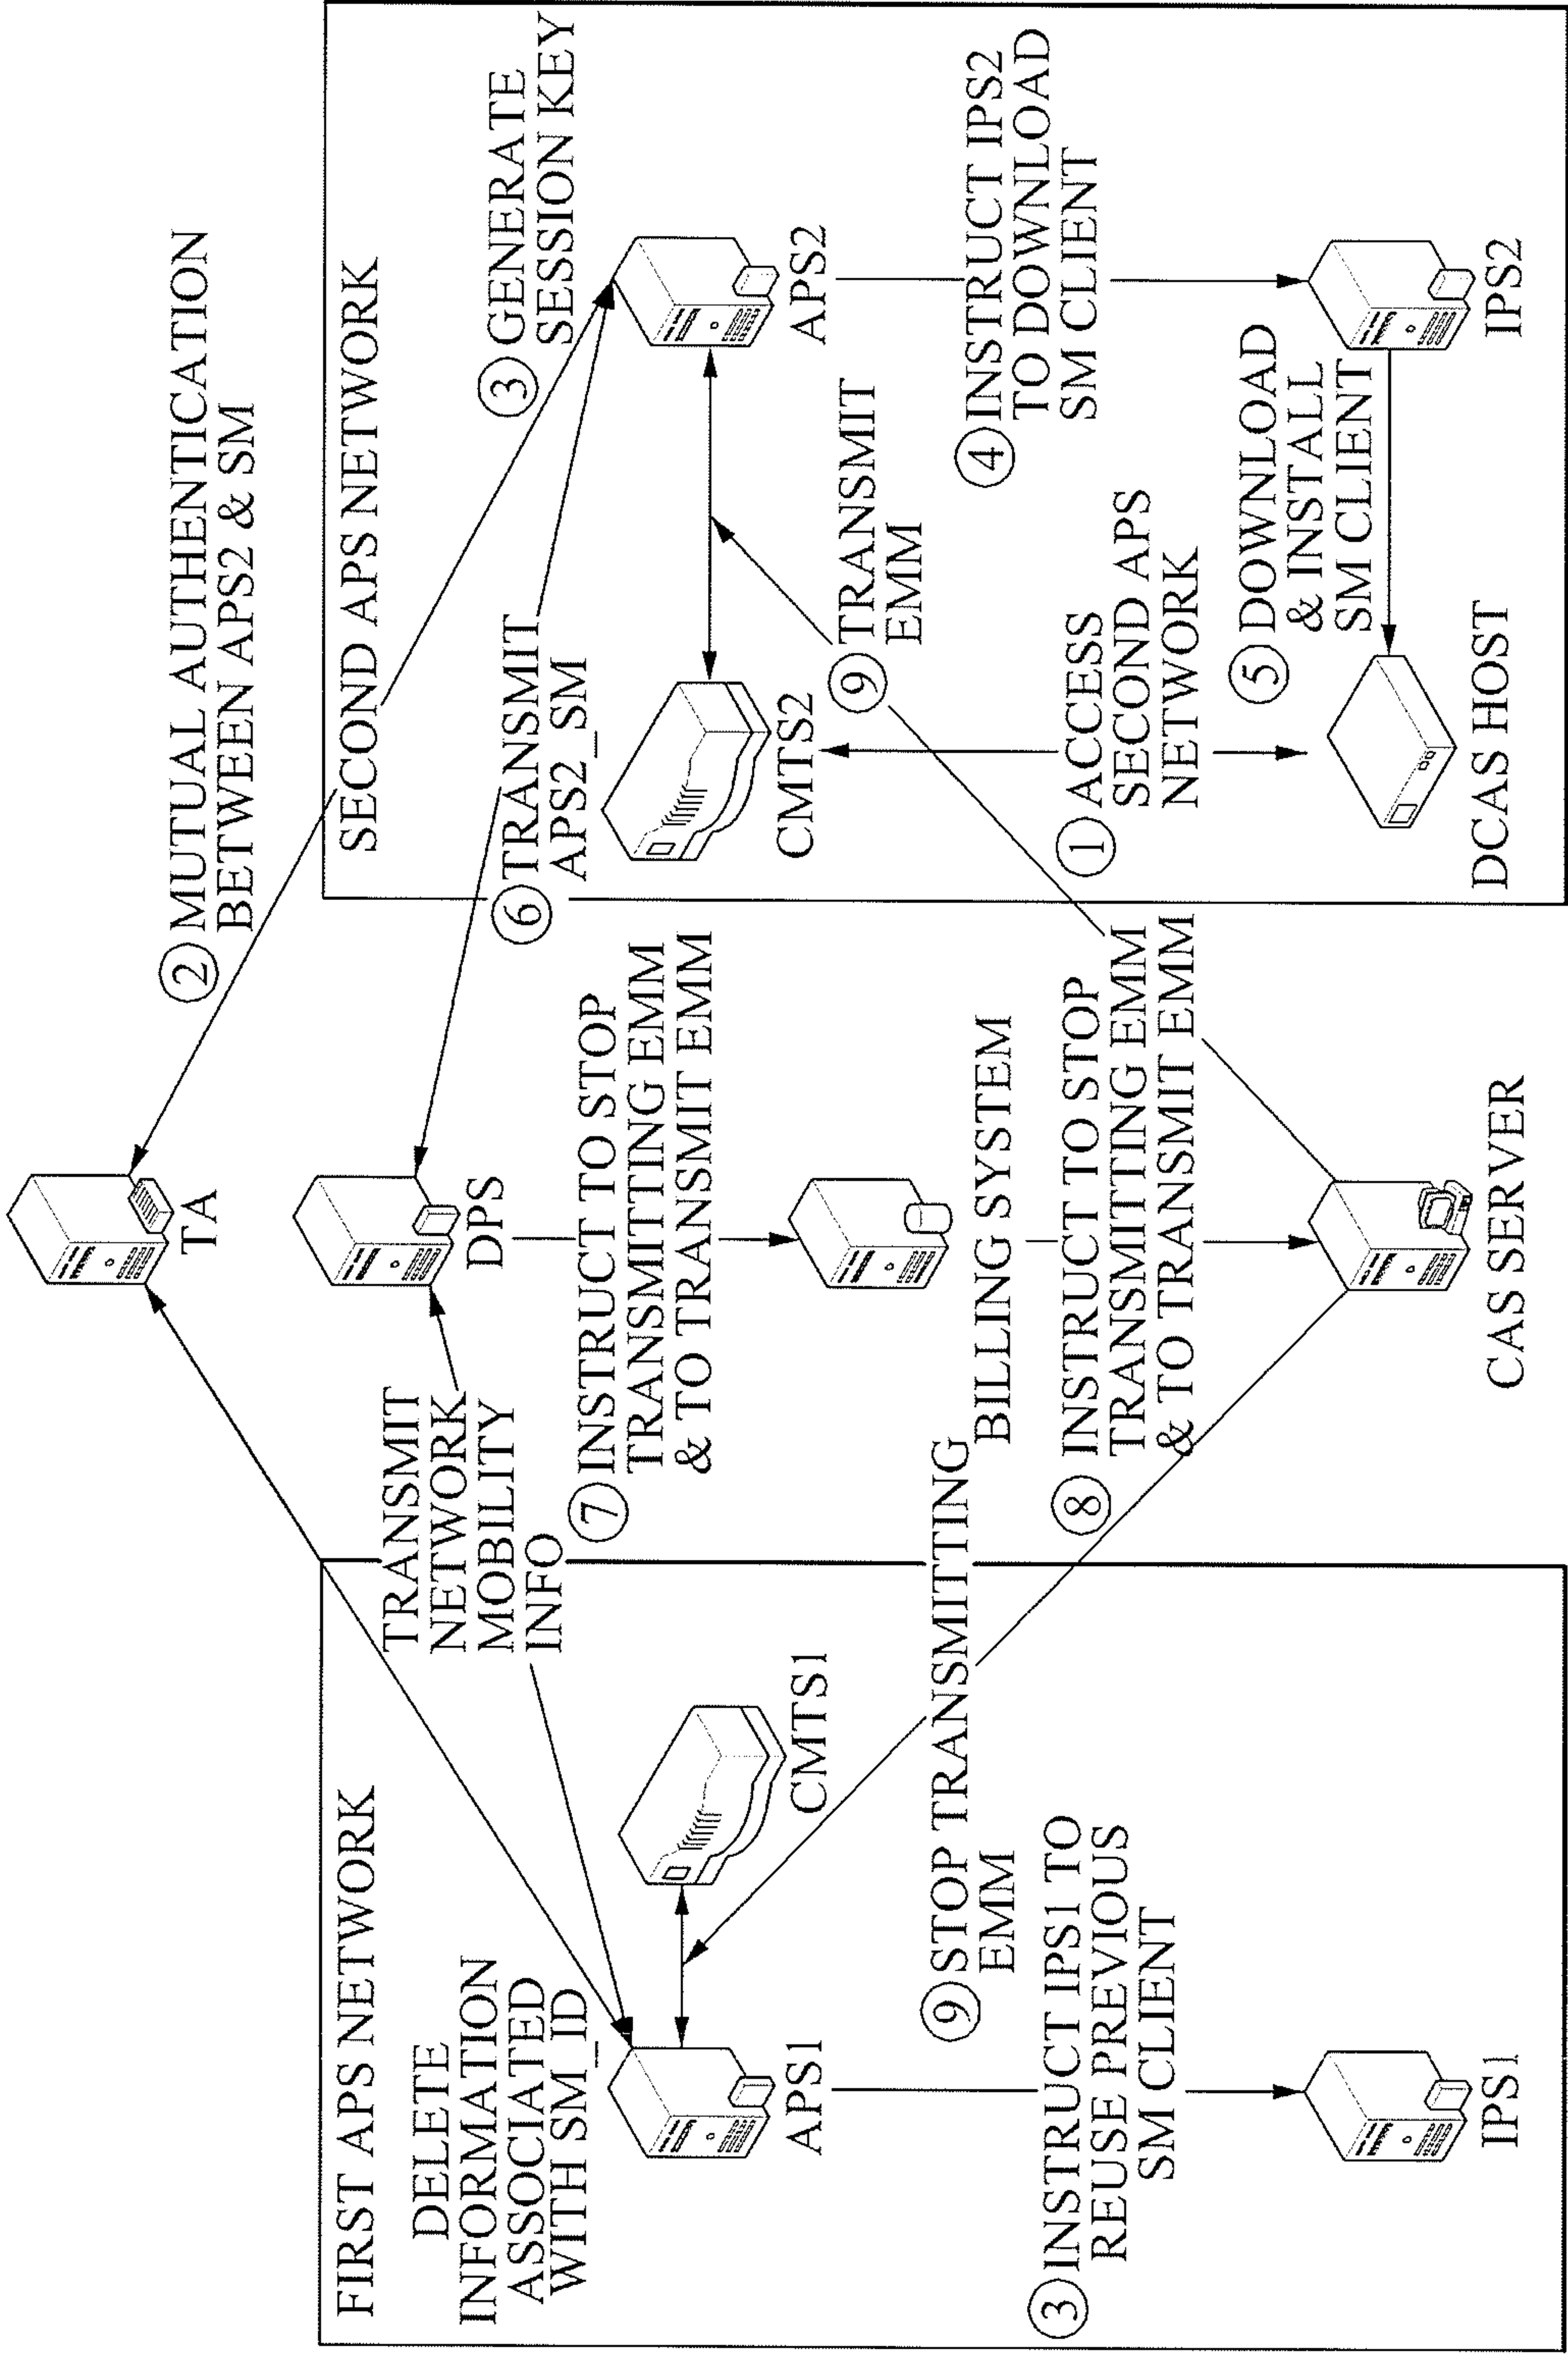 TA
② MUTUAL AUTHENTICATION
BETWEEN APS2 & SM
FIRST APS NETWORK
DELETE
INFORMATION
ASSOCIATED
WITH SM_ID
TRANSMIT
NETWORK
MOBILITY
INFO
APS1
CMTS1
③ INSTRUCT IPS1 TO
REUSE PREVIOUS
SM CLIENT
IPS1
⑨ STOP TRANSMITTING
EMM
DPS
⑦ INSTRUCT TO STOP
TRANSMITTING EMM
& TO TRANSMIT EMM
BILLING SYSTEM
⑧ INSTRUCT TO STOP
TRANSMITTING EMM
& TO TRANSMIT EMM
CAS SERVER
SECOND APS NETWORK
③ GENERATE
SESSION KEY
⑥ TRANSMIT
APS2_SM
CMTS2
APS2
⑨ TRANSMIT
EMM
④ INSTRUCT IPS2
TO DOWNLOAD
SM CLIENT
① ACCESS
SECOND APS
NETWORK
⑤ DOWNLOAD
& INSTALL
SM CLIENT
DCAS HOST
IPS2